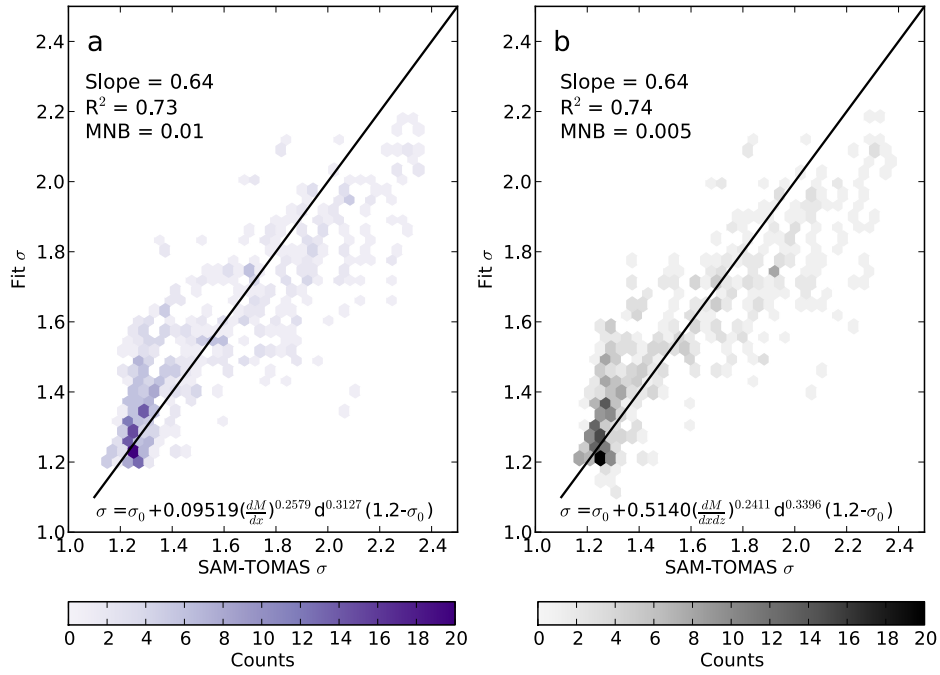 a
Slope = 0.64
R² = 0.73
MNB = 0.01
σ =σ₀+0.09519(dM/dx)^0.2579 d^0.3127 (1.2-σ₀)
2.4
2.2
2.0
1.8
1.6
1.4
1.2
1.0
Fit σ
1.0 1.2 1.4 1.6 1.8 2.0 2.2 2.4
SAM-TOMAS σ
0 2 4 6 8 10 12 14 16 18 20
Counts
b
Slope = 0.64
R² = 0.74
MNB = 0.005
σ =σ₀+0.5140(dM/dxdz)^0.2411 d^0.3396 (1.2-σ₀)
2.4
2.2
2.0
1.8
1.6
1.4
1.2
1.0
Fit σ
1.0 1.2 1.4 1.6 1.8 2.0 2.2 2.4
SAM-TOMAS σ
0 2 4 6 8 10 12 14 16 18 20
Counts